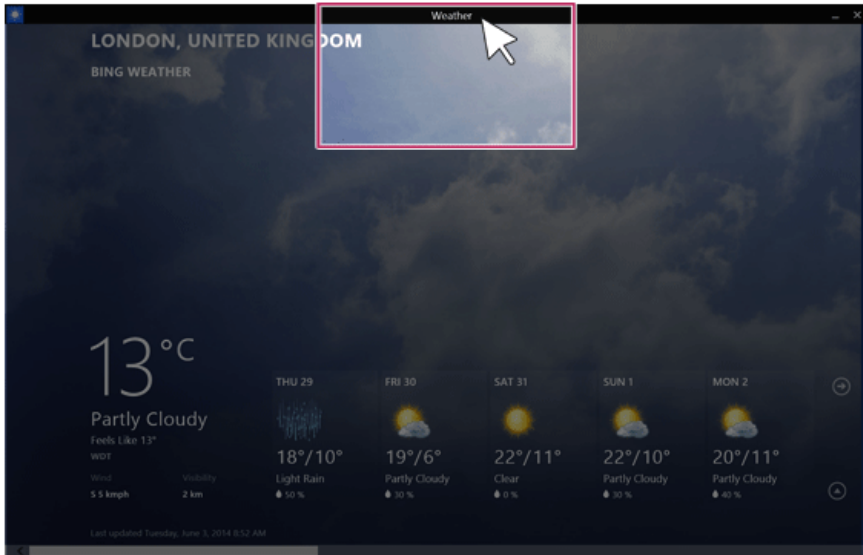 Weather
LONDON, UNITED KINGDOM
BING WEATHER
13°C
Partly Cloudy
Feels Like 13°
WDT
Wind Visibility
S 5 kmph 2 km
THU 29 FRI 30 SAT 31 SUN 1 MON 2
18°/10° 19°/6° 22°/11° 22°/10° 20°/11°
Light Rain Partly Cloudy Clear Partly Cloudy Partly Cloudy
50 % 30 % 0 % 30 % 40 %
Last updated Tuesday, June 3, 2014 8:52 AM